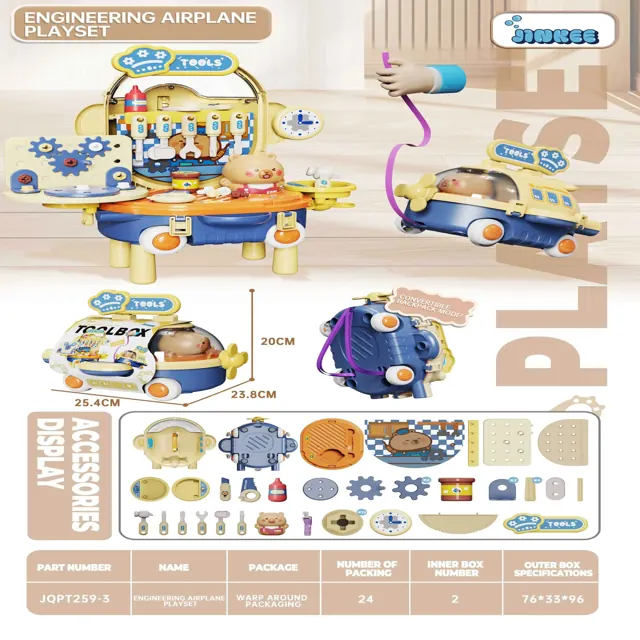 ENGINEERING AIRPLANE
PLAYSET
JINKEE
TOOLS
TOOLS
PLAYSET
TOOLS
TOOLBOX
CONVERTIBLE
BACKPACK MODE
20CM
25.4CM
23.8CM
ACCESSORIES
DISPLAY
TOOLS
PART NUMBER
NAME
PACKAGE
NUMBER OF
PACKING
INNER BOX
NUMBER
OUTER BOX
SPECIFICATIONS
JQPT259-3
ENGINEERING AIRPLANE
PLAYSET
WARP AROUND
PACKAGING
24
2
76*33*96